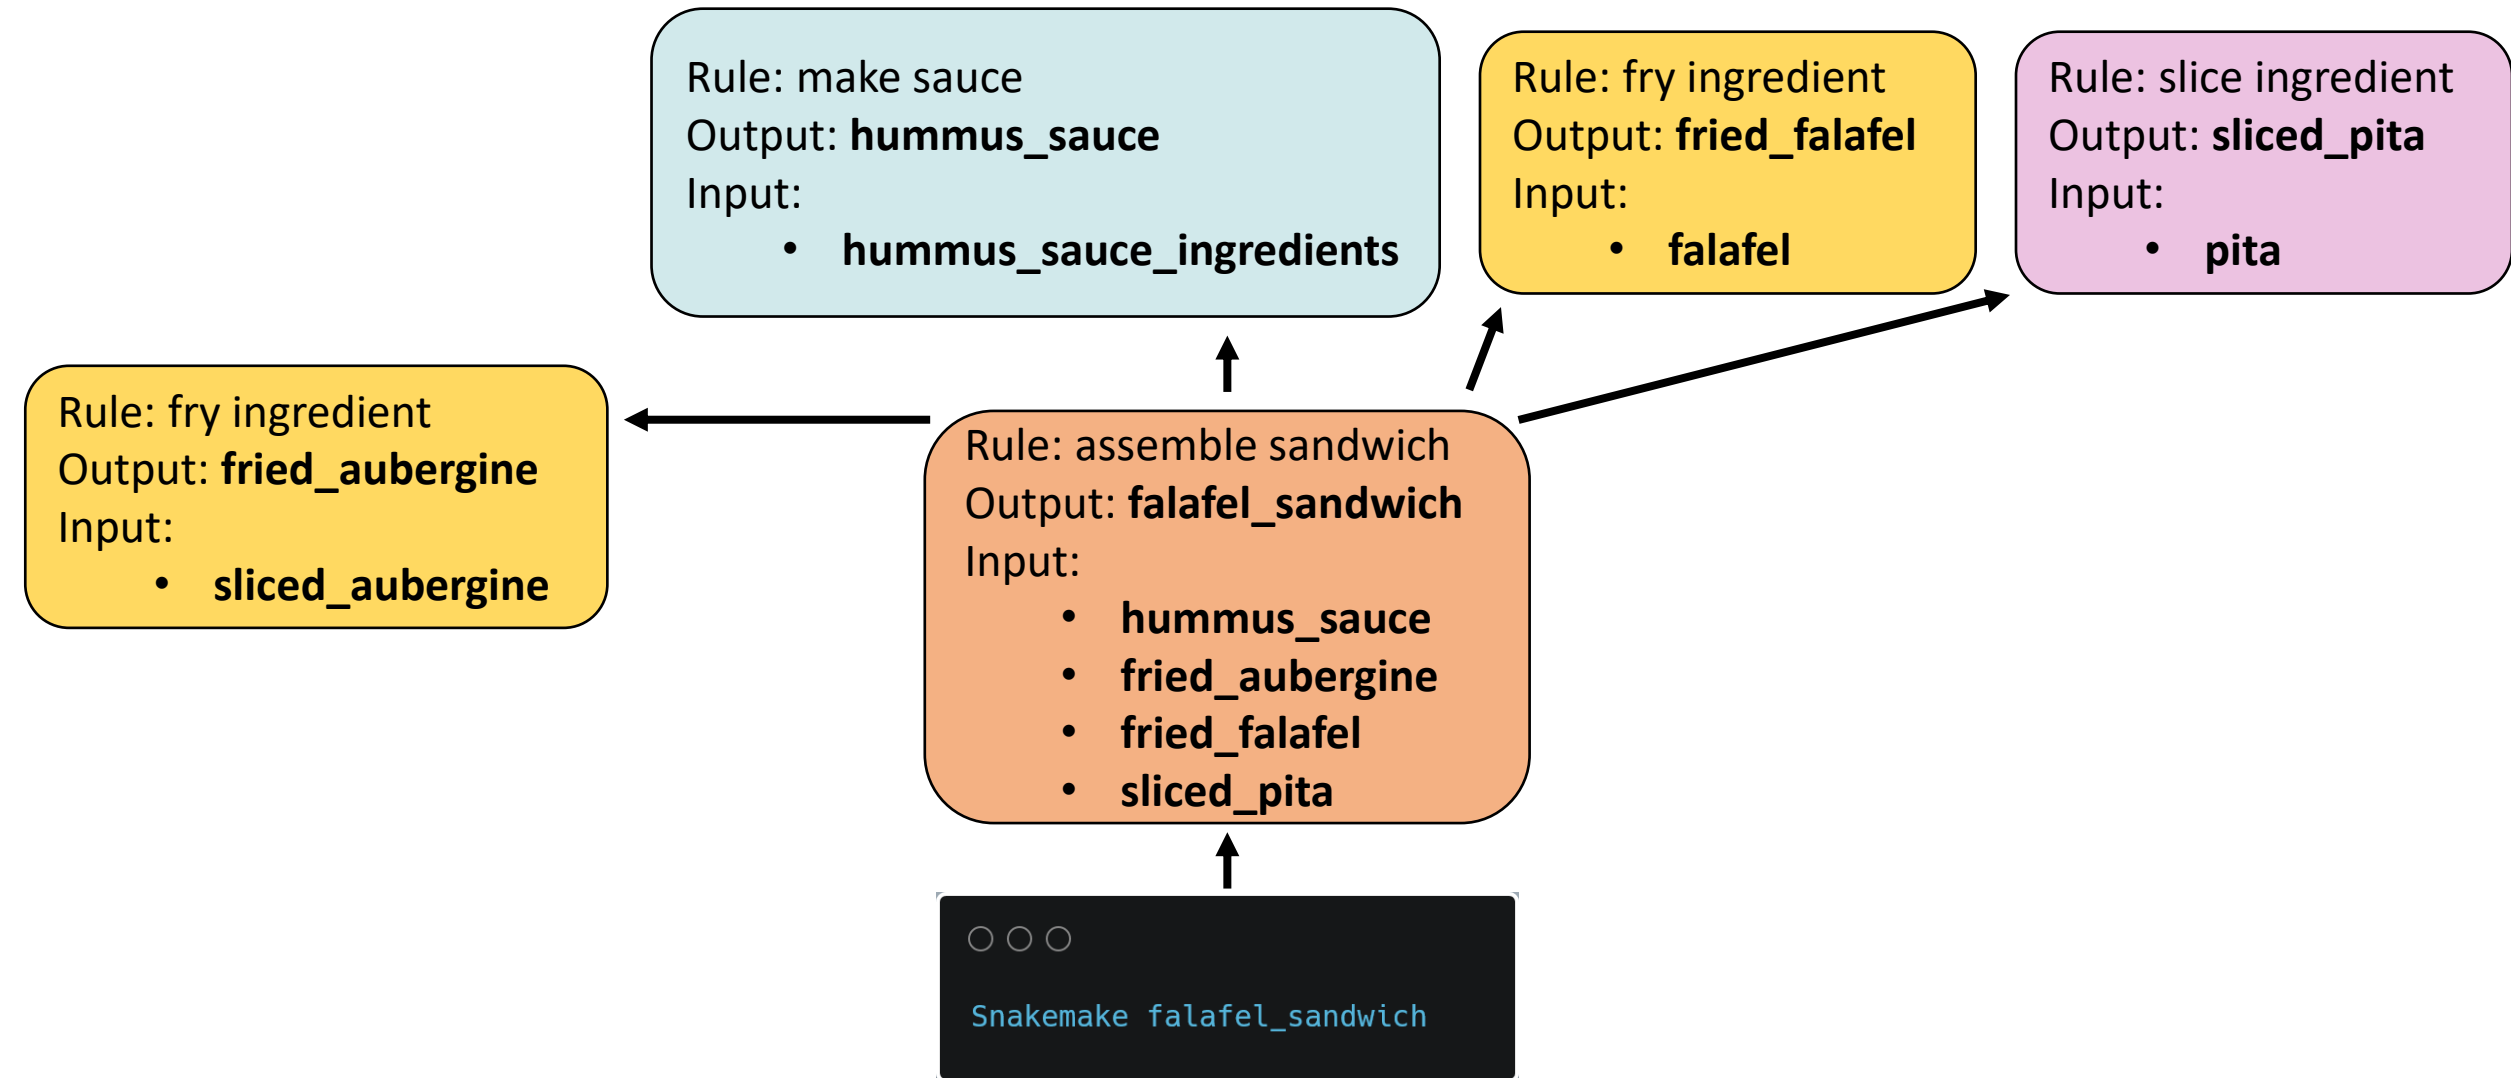 Rule: make sauce
Output: hummus_sauce
Input:
• hummus_sauce_ingredients
Rule: fry ingredient
Output: fried_falafel
Input:
• falafel
Rule: slice ingredient
Output: sliced_pita
Input:
• pita
Rule: fry ingredient
Output: fried_aubergine
Input:
• sliced_aubergine
Rule: assemble sandwich
Output: falafel_sandwich
Input:
• hummus_sauce
• fried_aubergine
• fried_falafel
• sliced_pita
Snakemake falafel_sandwich